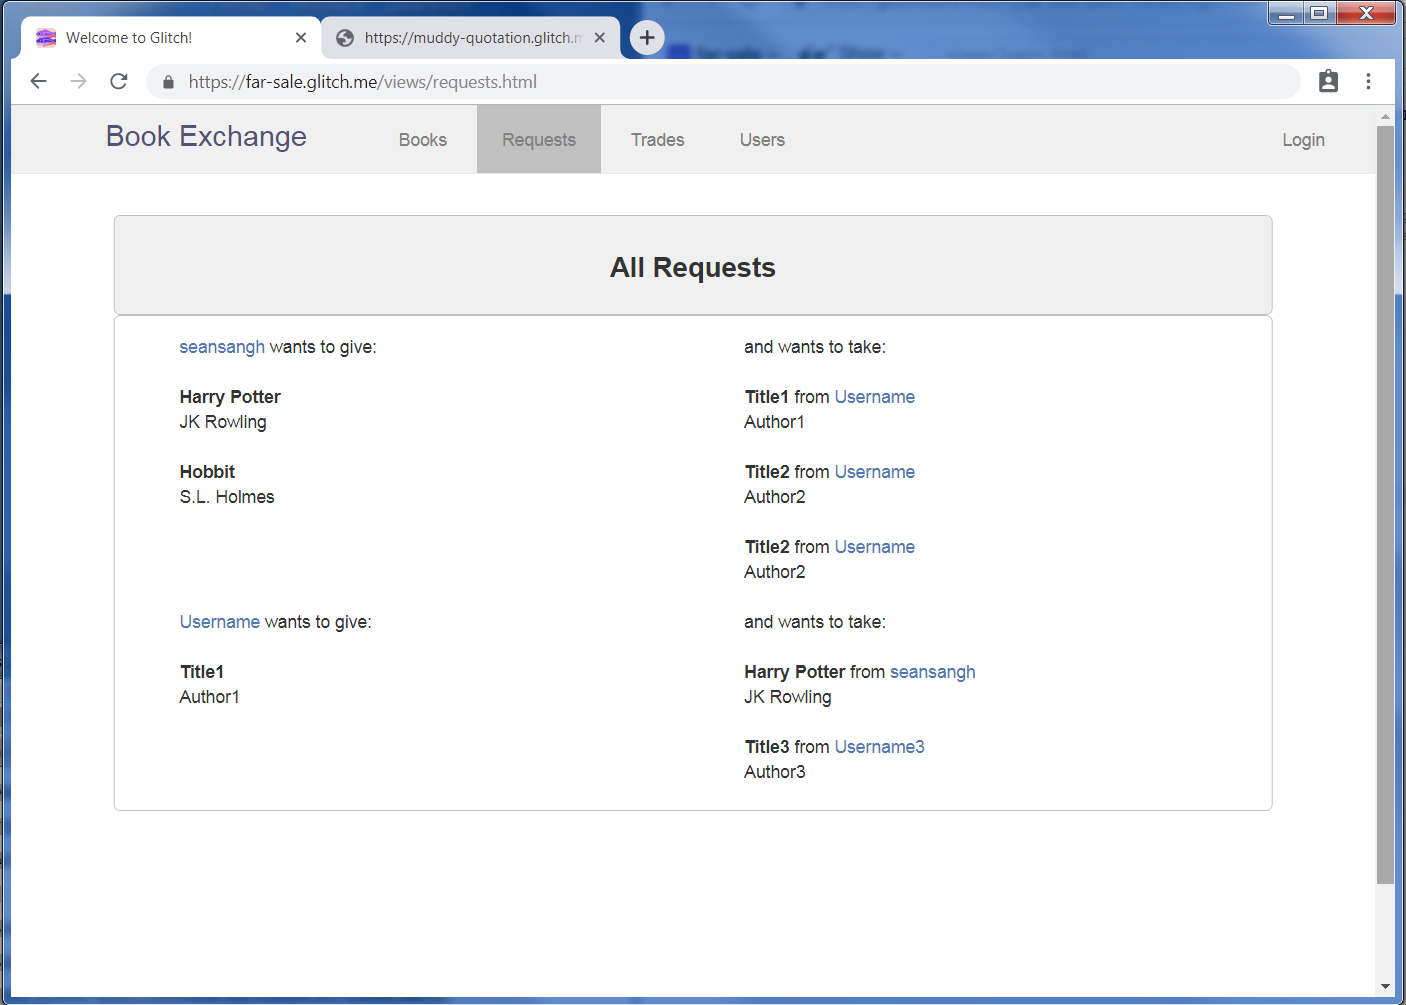 Welcome to Glitch!
https://muddy-quotation.glitch.m
https://far-sale.glitch.me/views/requests.html
Book Exchange Books Requests Trades Users Login
All Requests
seansangh wants to give: and wants to take:
Harry Potter Title1 from Username
JK Rowling Author1
Hobbit Title2 from Username
S.L. Holmes Author2
Title2 from Username
Author2
Username wants to give: and wants to take:
Title1 Harry Potter from seansangh
Author1 JK Rowling
Title3 from Username3
Author3